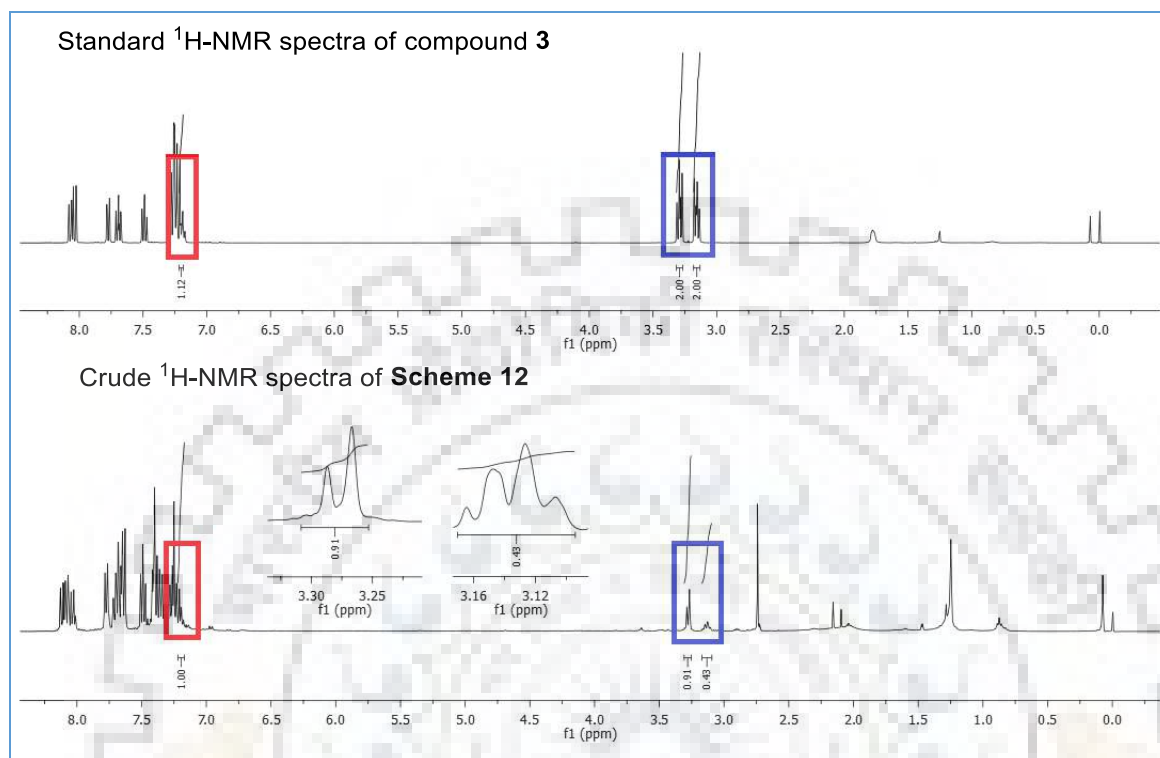 Standard ¹H-NMR spectra of compound 3
1.12
2.00
2.00
8.0 7.5 7.0 6.5 6.0 5.5 5.0 4.5 4.0 3.5 3.0 2.5 2.0 1.5 1.0 0.5 0.0
f1 (ppm)
Crude ¹H-NMR spectra of Scheme 12
0.91
0.43
3.30 3.25
f1 (ppm)
3.16 3.12
f1 (ppm)
1.00
0.91
0.43
8.0 7.5 7.0 6.5 6.0 5.5 5.0 4.5 4.0 3.5 3.0 2.5 2.0 1.5 1.0 0.5 0.0
f1 (ppm)